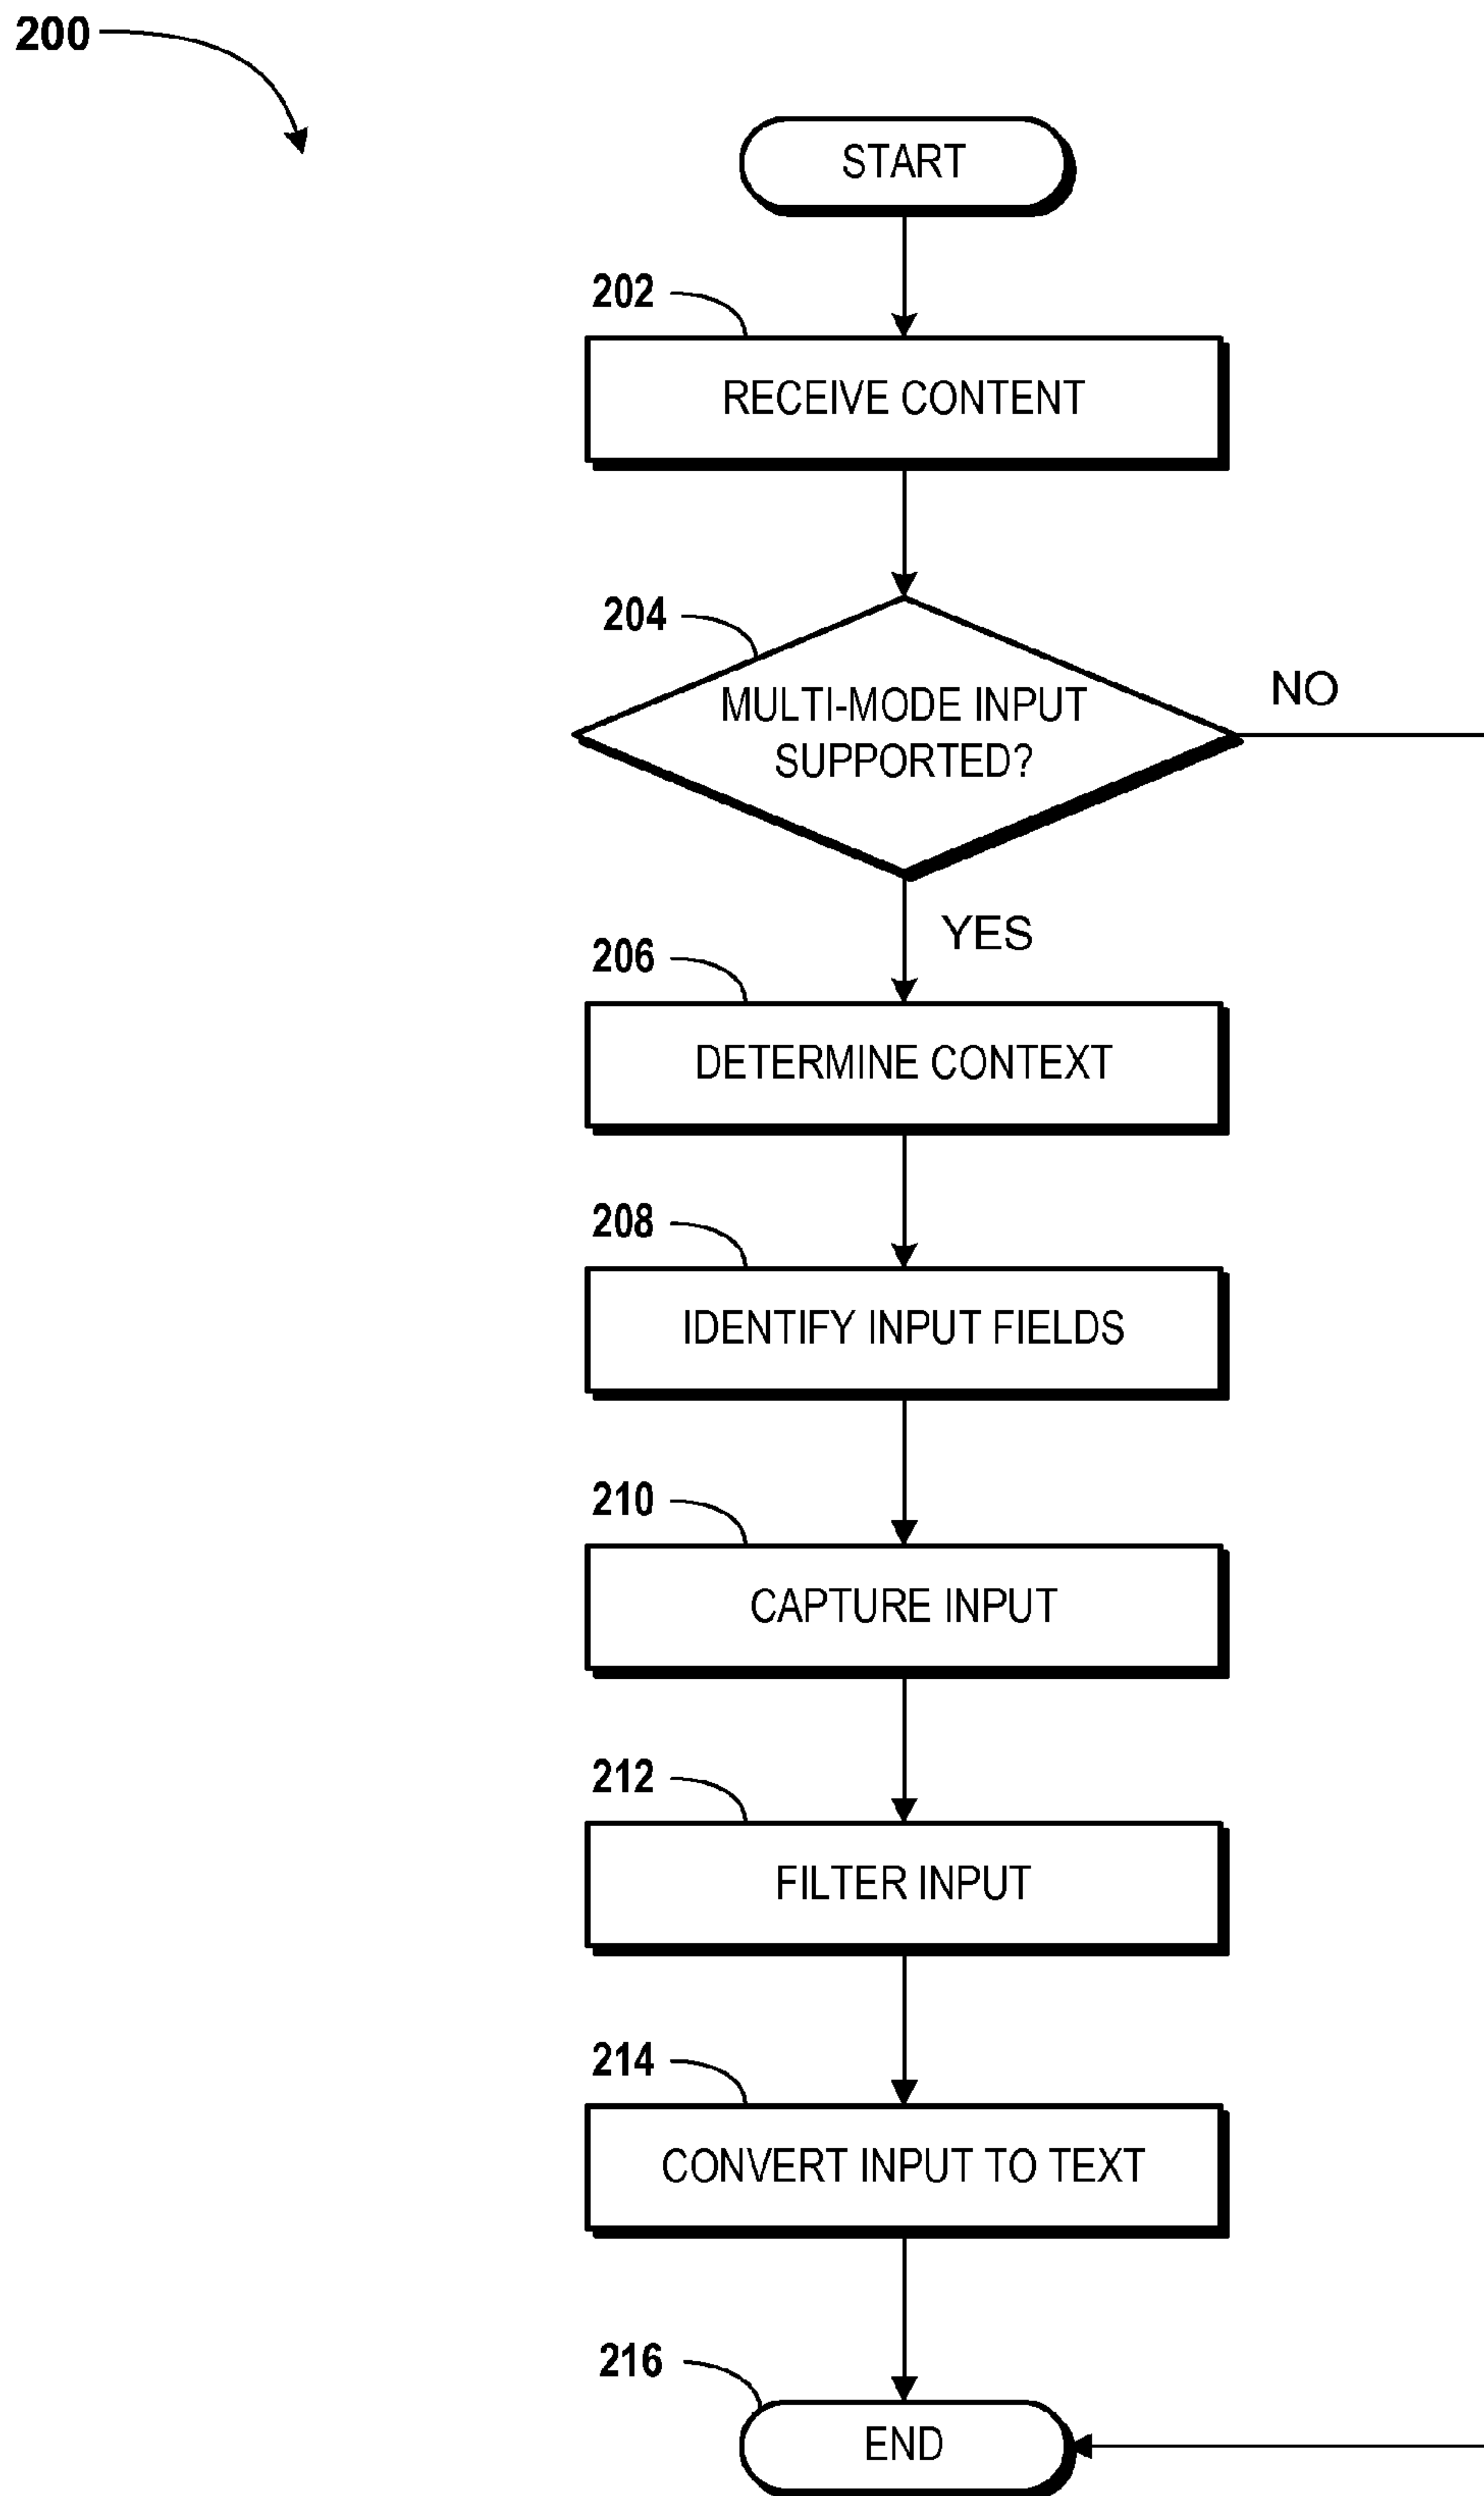 200
START
202
RECEIVE CONTENT
204
MULTI-MODE INPUT
SUPPORTED?
NO
YES
206
DETERMINE CONTEXT
208
IDENTIFY INPUT FIELDS
210
CAPTURE INPUT
212
FILTER INPUT
214
CONVERT INPUT TO TEXT
216
END